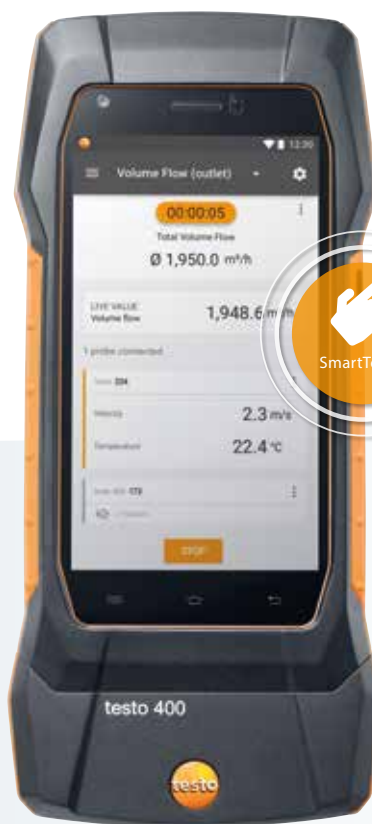 12:30
Volume Flow (outlet)
00:00:05
Total Volume Flow
Ø 1,950.0 m³/h
LIVE VALUE
Volume flow
1,948.6
1 probe connected
Velocity
2.3 m/s
Temperature
22.4 °C
STOP
SmartTo
testo 400
testo